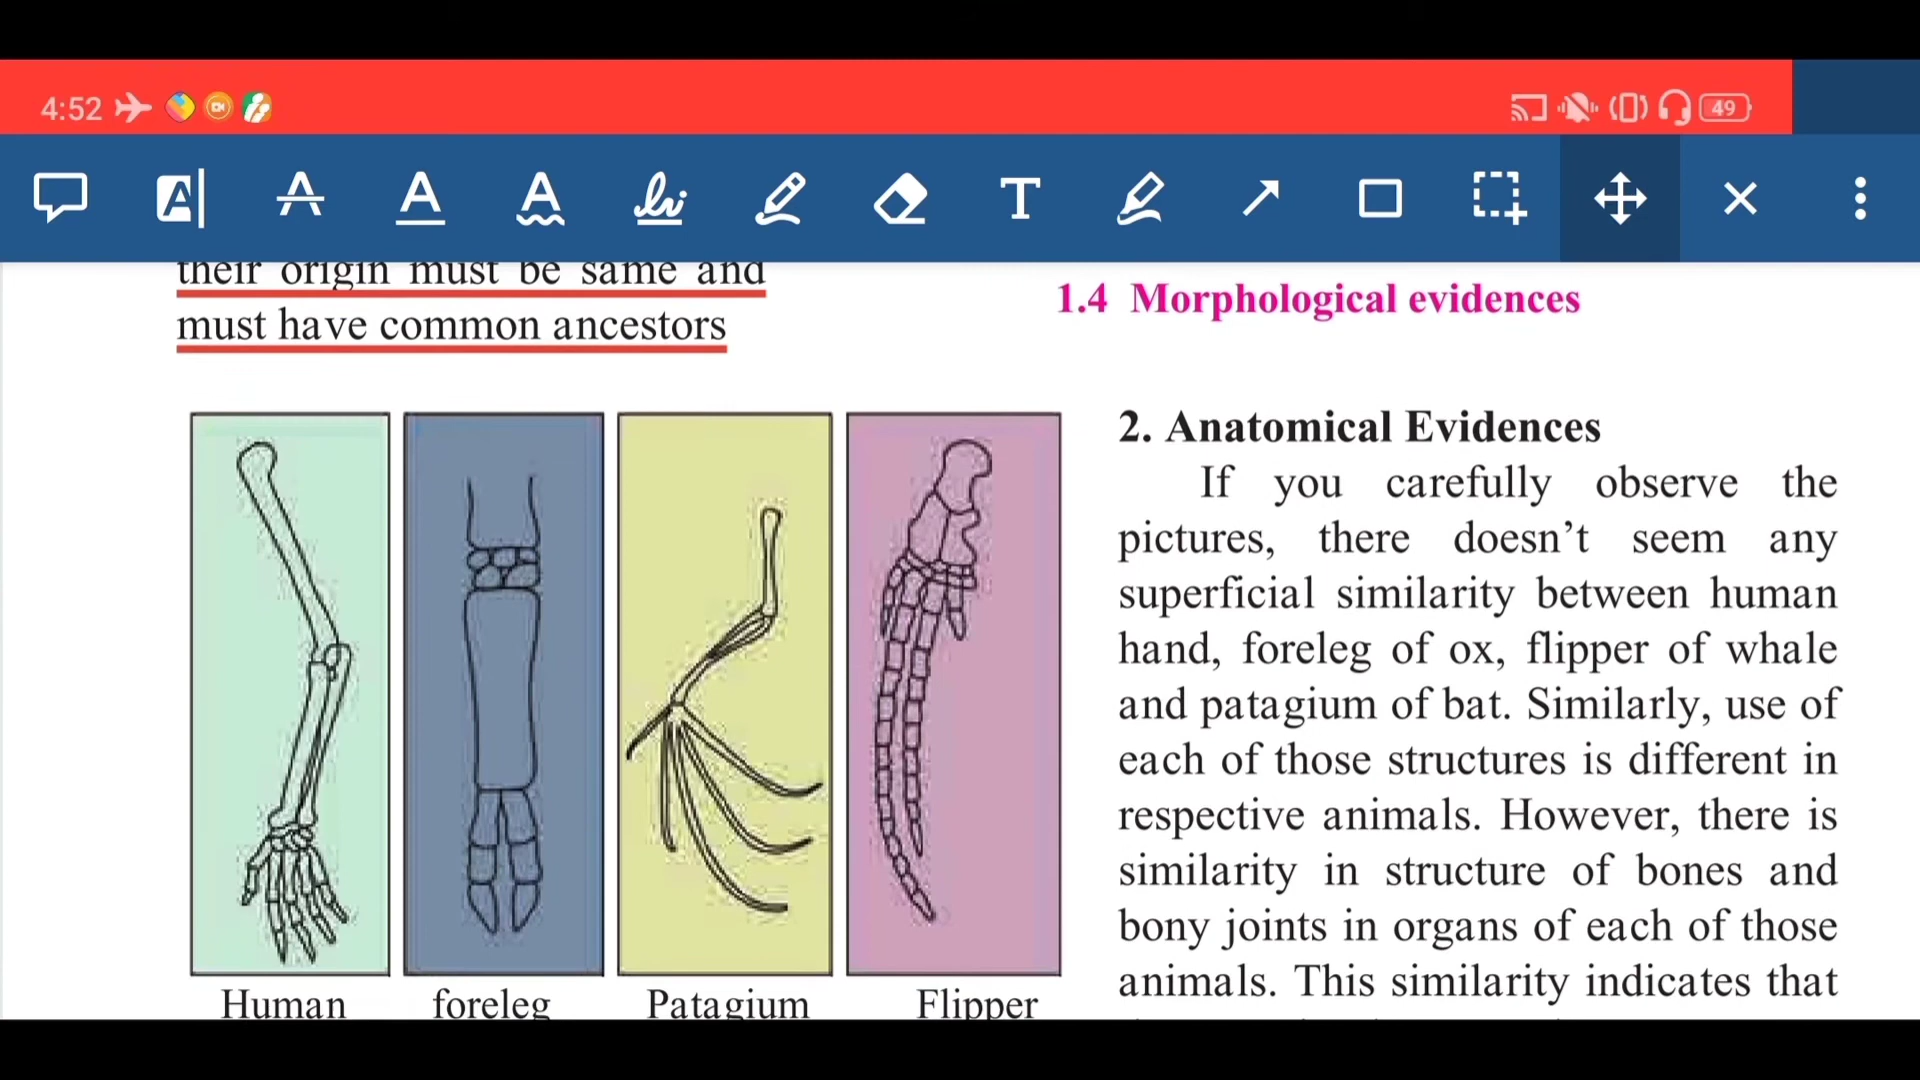 4:52
49
their origin must be same and
must have common ancestors
1.4 Morphological evidences
2. Anatomical Evidences
If you carefully observe the
pictures, there doesn’t seem any
superficial similarity between human
hand, foreleg of ox, flipper of whale
and patagium of bat. Similarly, use of
each of those structures is different in
respective animals. However, there is
similarity in structure of bones and
bony joints in organs of each of those
animals. This similarity indicates that
Human foreleg Patagium Flipper